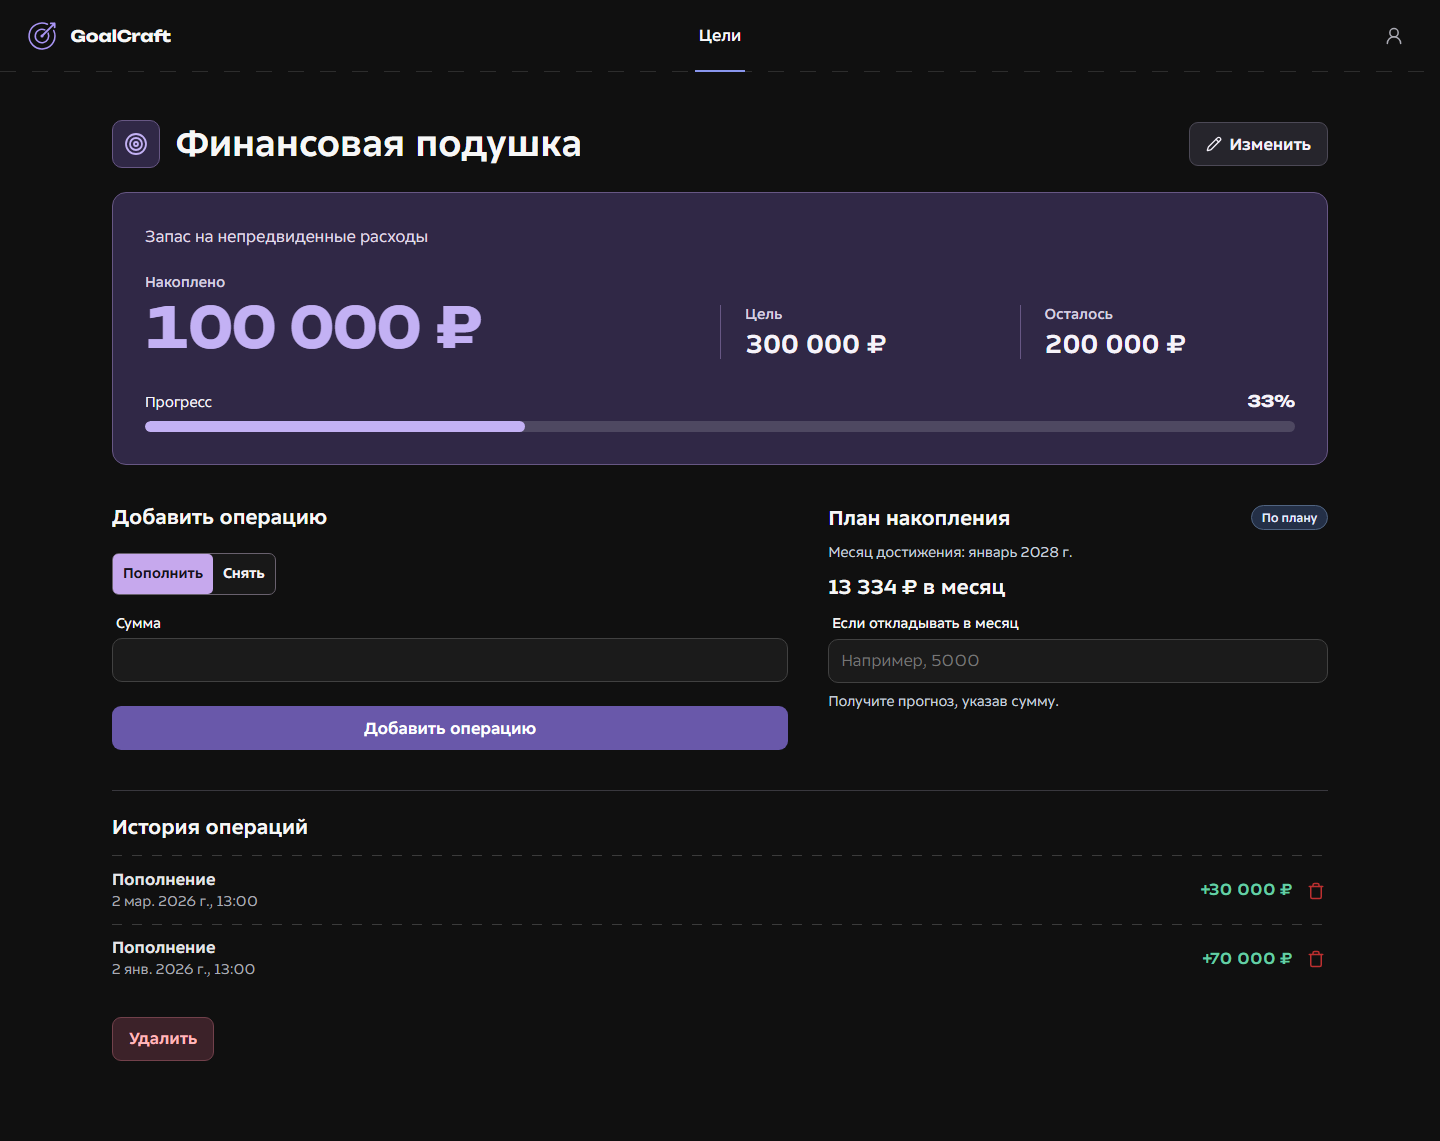 GoalCraft
Цели
Финансовая подушка
Изменить
Запас на непредвиденные расходы
Накоплено
100 000 ₽
Цель
300 000 ₽
Осталось
200 000 ₽
Прогресс
33%
Добавить операцию
Пополнить
Снять
Сумма
Добавить операцию
План накопления
По плану
Месяц достижения: январь 2028 г.
13 334 ₽ в месяц
Если откладывать в месяц
Например, 5000
Получите прогноз, указав сумму.
История операций
Пополнение
2 мар. 2026 г., 13:00
+30 000 ₽
Пополнение
2 янв. 2026 г., 13:00
+70 000 ₽
Удалить